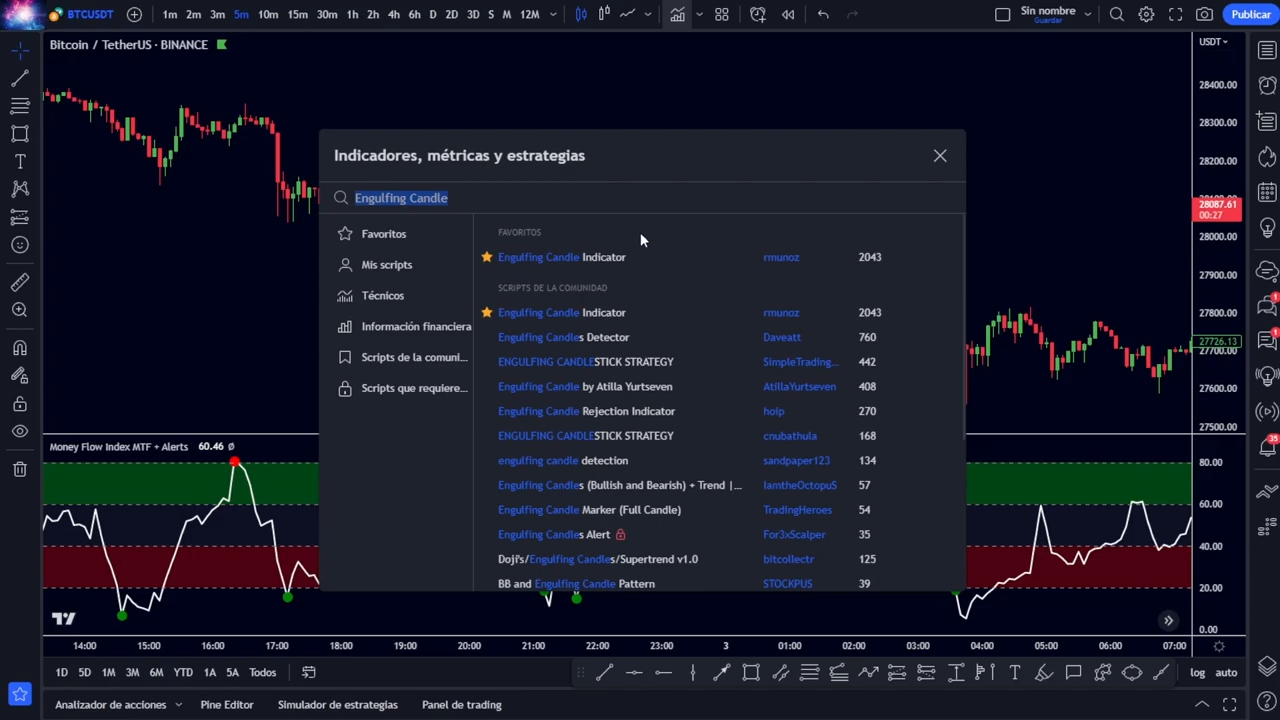 BTCUSDT
1m 2m 3m 5m 10m 15m 30m 1h 2h 4h 6h D 2D 3D S M 12M
Sin nombre
Guardar
Publicar
Bitcoin / TetherUS · BINANCE
USDT
28400.00
28300.00
28200.00
28087.61
00:27
28000.00
27900.00
27800.00
27726.13
27700.00
27600.00
27500.00
Indicadores, métricas y estrategias
Engulfing Candle
Favoritos
Mis scripts
Técnicos
Información financiera
Scripts de la comuni...
Scripts que requiere...
FAVORITOS
Engulfing Candle Indicator rmunoz 2043
SCRIPTS DE LA COMUNIDAD
Engulfing Candle Indicator rmunoz 2043
Engulfing Candles Detector Daveatt 760
ENGULFING CANDLESTICK STRATEGY SimpleTrading... 442
Engulfing Candle by Atilla Yurtseven AtillaYurtseven 408
Engulfing Candle Rejection Indicator hoip 270
ENGULFING CANDLESTICK STRATEGY cnubathula 168
engulfing candle detection sandpaper123 134
Engulfing Candles (Bullish and Bearish) + Trend |... IamtheOctopuS 57
Engulfing Candle Marker (Full Candle) TradingHeroes 54
Engulfing Candles Alert For3xScalper 35
Doji's/Engulfing Candles/Supertrend v1.0 bitcollectr 125
BB and Engulfing Candle Pattern STOCKPUS 39
Money Flow Index MTF + Alerts 60.46 ∅
80.00
60.00
40.00
20.00
0.00
14:00 15:00 16:00 17:00 18:00 19:00 20:00 21:00 22:00 23:00 3 01:00 02:00 03:00 04:00 05:00 06:00 07:00
1D 5D 1M 3M 6M YTD 1A 5A Todos
log auto
Analizador de acciones Pine Editor Simulador de estrategias Panel de trading
1
1
35